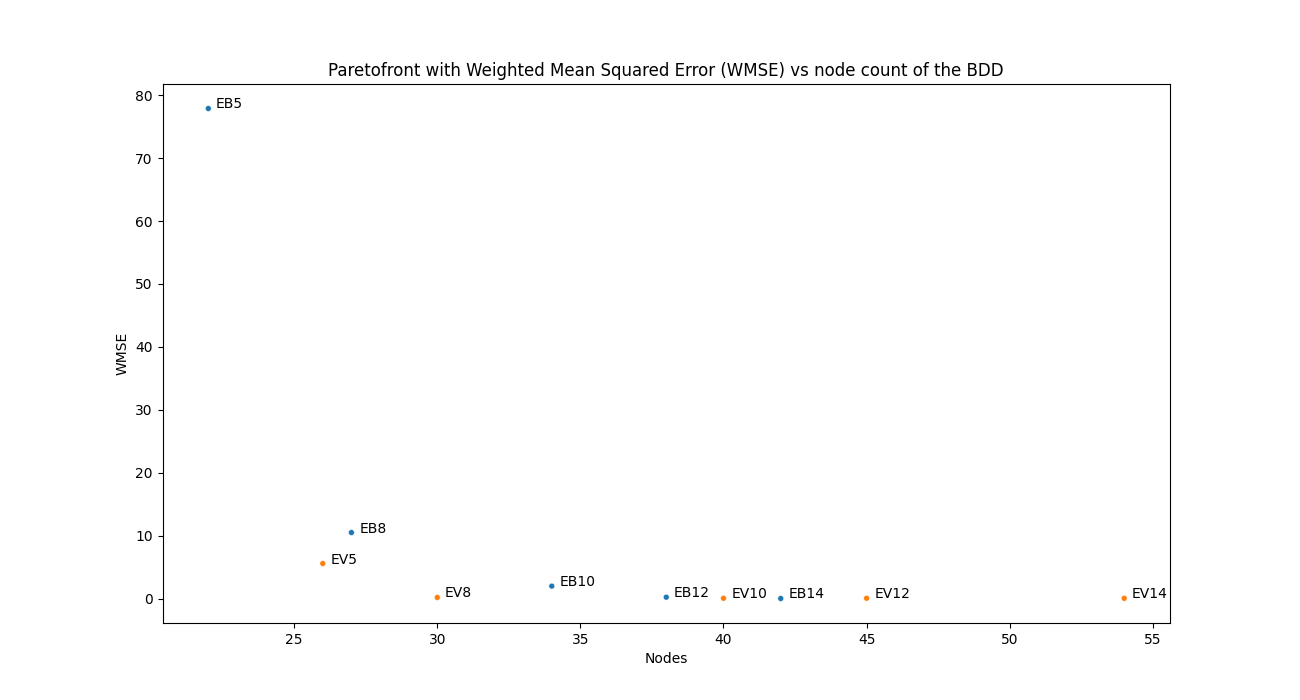 Paretofront with Weighted Mean Squared Error (WMSE) vs node count of the BDD
80
EB5
70
60
50
40
WMSE
30
20
10
EB8
EV5
0
EV8
EB10
EB12
EV10
EB14
EV12
EV14
25
30
35
40
45
50
55
Nodes